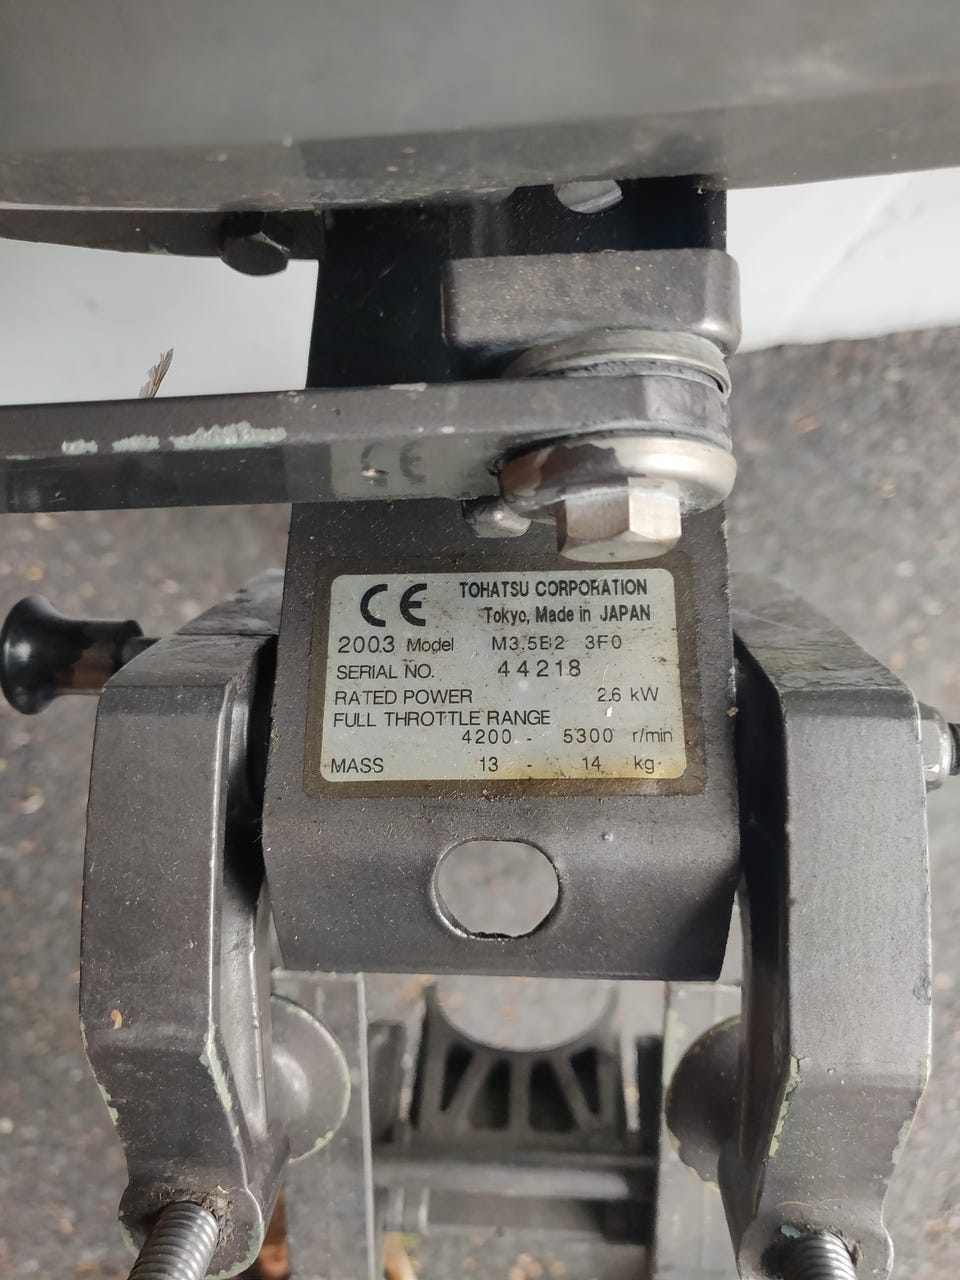 CE
CE TOHATSU CORPORATION
Tokyo, Made in JAPAN
2003 Model M3.5B2 3F0
SERIAL NO. 44218
RATED POWER 2.6 kW
FULL THROTTLE RANGE
4200 - 5300 r/min
MASS 13 - 14 kg